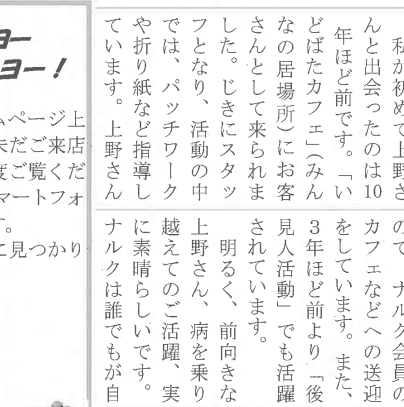 私が初めて上野さ
んと出会ったのは10
年ほど前です。「い
どばたカフェ」(みん
なの居場所)にお客
さんとして来られま
した。じきにスタッ
フとなり、活動の中
では、パッチワーク
や折り紙など指導し
ています。上野さん
ので、ナルク会員の
カフェなどへの送迎
をしています。また、
3年ほど前より「後
見人活動」でも活躍
されています。
明るく、前向きな
上野さん、病を乗り
越えてのご活躍、実
に素晴らしいです。
ナルクは誰でもが自
ョー
ヨー!
ムページ上
未だご来店
度ご覧くだ
マートフォ
す。
に見つかり